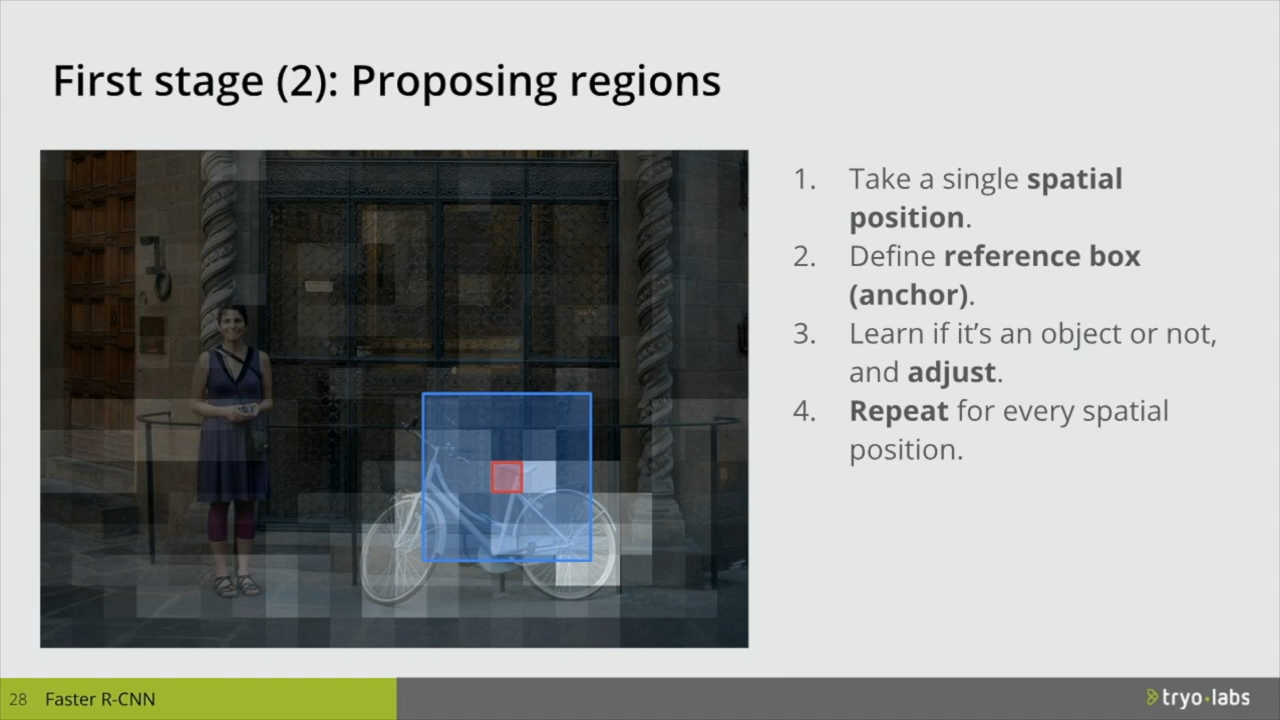 First stage (2): Proposing regions
1. Take a single spatial
position.
2. Define reference box
(anchor).
3. Learn if it’s an object or not,
and adjust.
4. Repeat for every spatial
position.
28 Faster R-CNN
tryo·labs